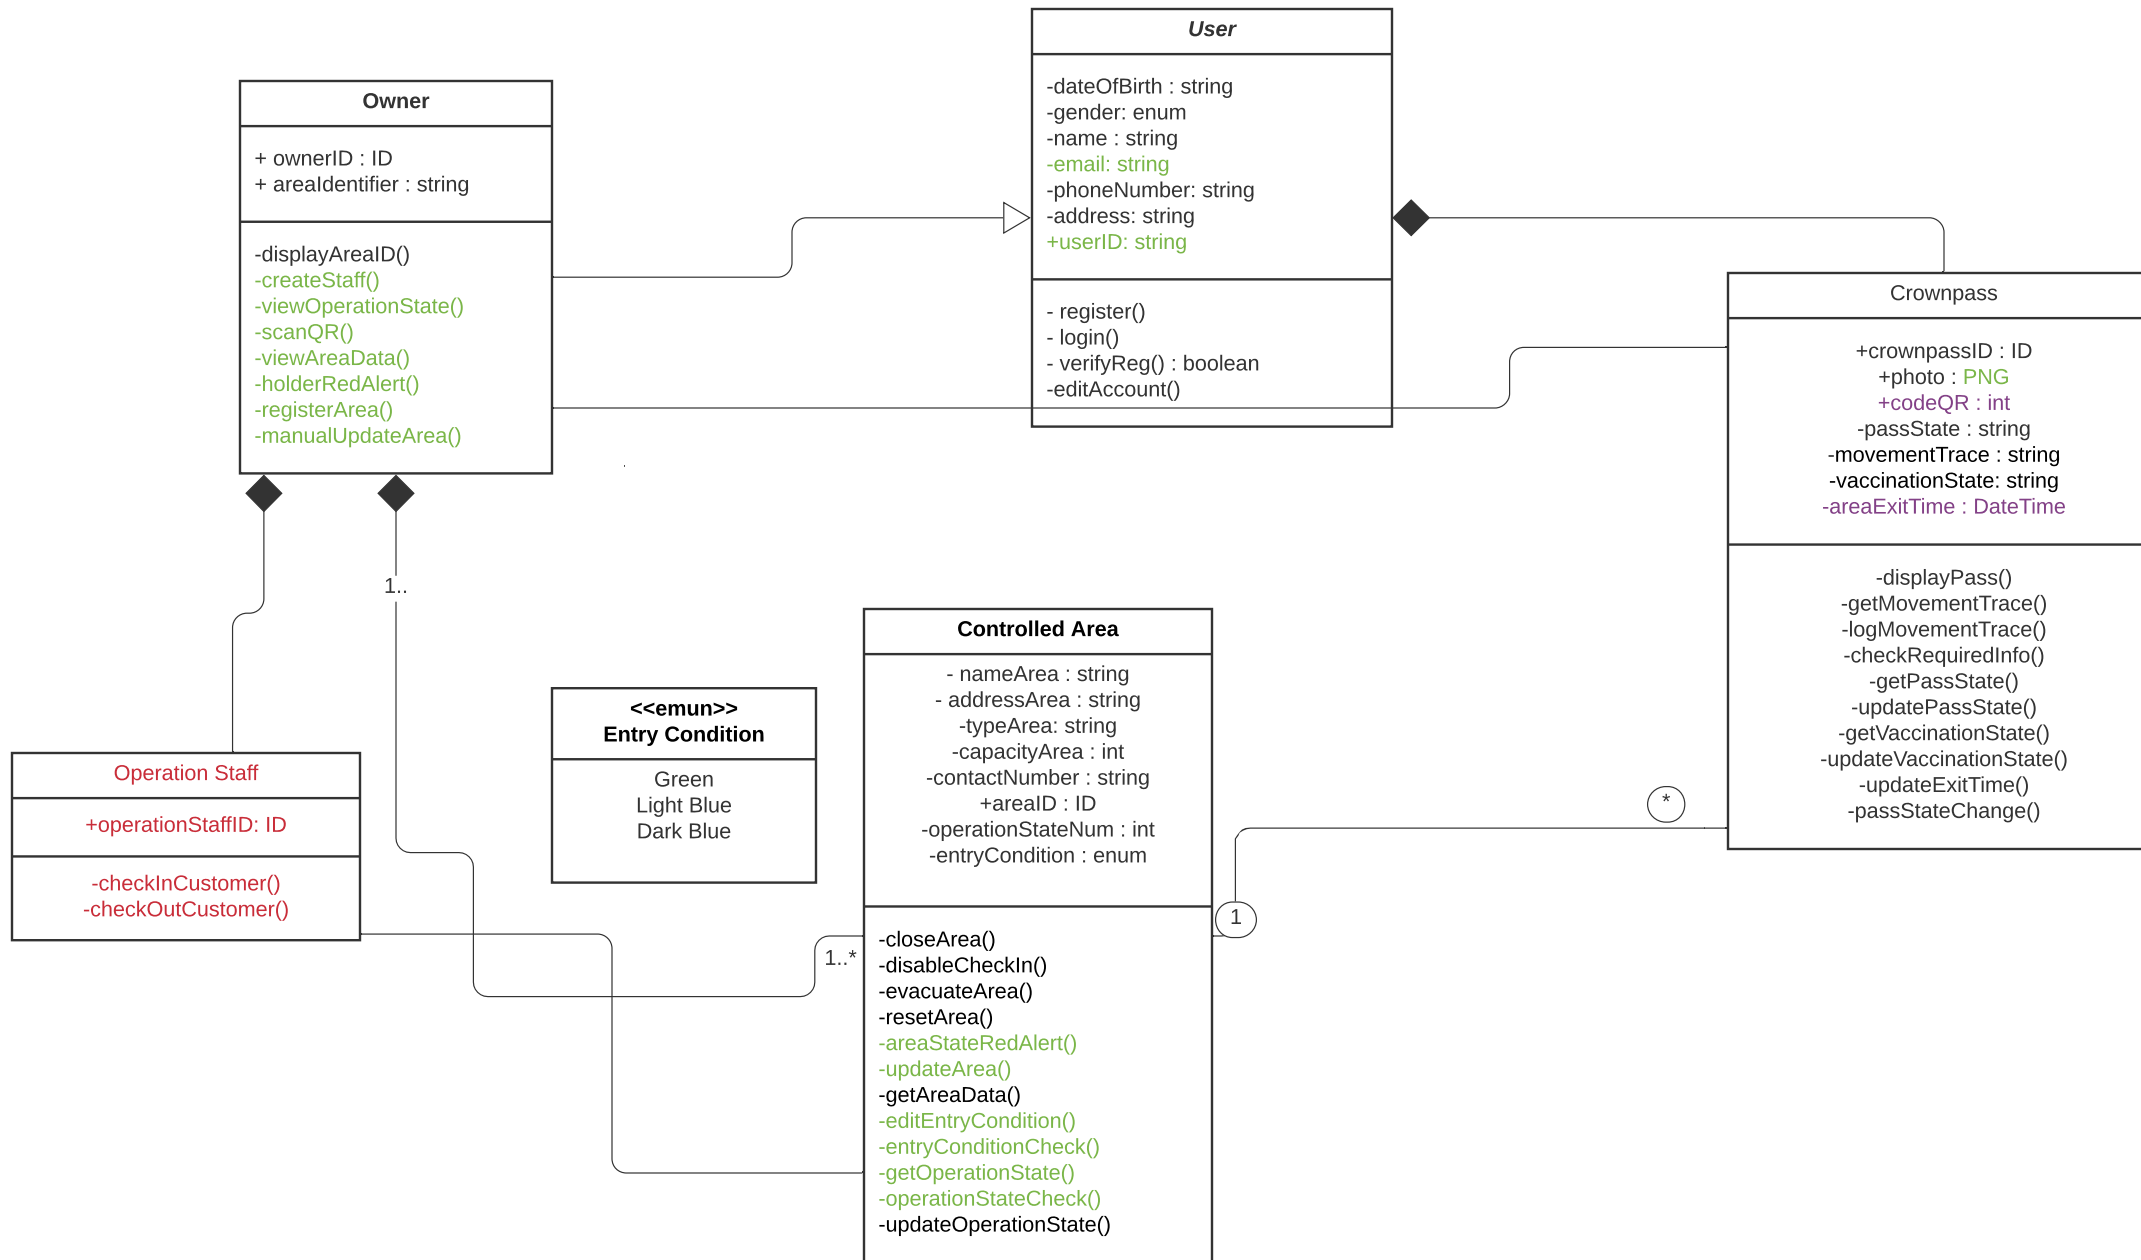 User
-dateOfBirth : string
-gender: enum
-name : string
-email: string
-phoneNumber: string
-address: string
+userID: string
- register()
- login()
- verifyReg() : boolean
-editAccount()
Owner
+ ownerID : ID
+ areaIdentifier : string
-displayAreaID()
-createStaff()
-viewOperationState()
-scanQR()
-viewAreaData()
-holderRedAlert()
-registerArea()
-manualUpdateArea()
Crownpass
+crownpassID : ID
+photo : PNG
+codeQR : int
-passState : string
-movementTrace : string
-vaccinationState: string
-areaExitTime : DateTime
-displayPass()
-getMovementTrace()
-logMovementTrace()
-checkRequiredInfo()
-getPassState()
-updatePassState()
-getVaccinationState()
-updateVaccinationState()
-updateExitTime()
-passStateChange()
1..
Controlled Area
- nameArea : string
- addressArea : string
-typeArea: string
-capacityArea : int
-contactNumber : string
+areaID : ID
-operationStateNum : int
-entryCondition : enum
-closeArea()
-disableCheckIn()
-evacuateArea()
-resetArea()
-areaStateRedAlert()
-updateArea()
-getAreaData()
-editEntryCondition()
-entryConditionCheck()
-getOperationState()
-operationStateCheck()
-updateOperationState()
<<emun>>
Entry Condition
Green
Light Blue
Dark Blue
Operation Staff
+operationStaffID: ID
-checkInCustomer()
-checkOutCustomer()
*
1
1..*